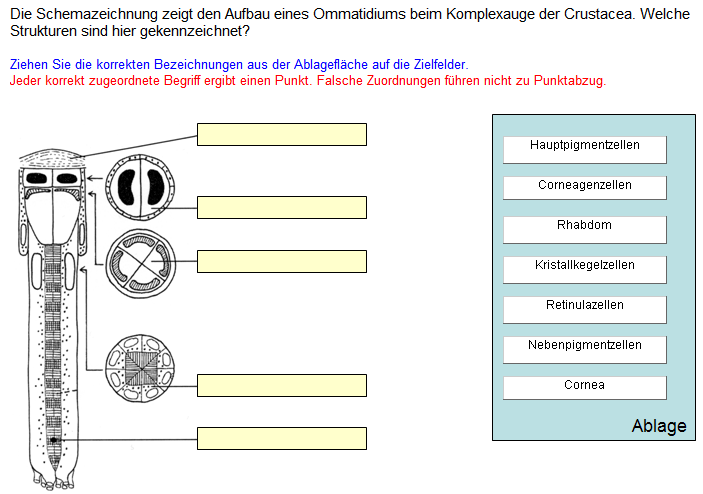 Die Schemazeichnung zeigt den Aufbau eines Ommatidiums beim Komplexauge der Crustacea. Welche
Strukturen sind hier gekennzeichnet?
Ziehen Sie die korrekten Bezeichnungen aus der Ablagefläche auf die Zielfelder.
Jeder korrekt zugeordnete Begriff ergibt einen Punkt. Falsche Zuordnungen führen nicht zu Punktabzug.
Hauptpigmentzellen
Corneagenzellen
Rhabdom
Kristallkegelzellen
Retinulazellen
Nebenpigmentzellen
Cornea
Ablage